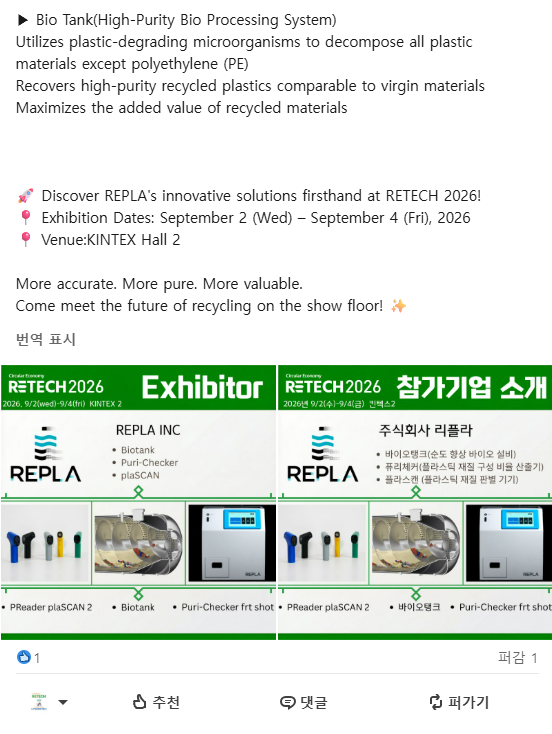 ▶ Bio Tank(High-Purity Bio Processing System)
Utilizes plastic-degrading microorganisms to decompose all plastic
materials except polyethylene (PE)
Recovers high-purity recycled plastics comparable to virgin materials
Maximizes the added value of recycled materials
🚀 Discover REPLA's innovative solutions firsthand at RETECH 2026!
📍 Exhibition Dates: September 2 (Wed) – September 4 (Fri), 2026
📍 Venue:KINTEX Hall 2
More accurate. More pure. More valuable.
Come meet the future of recycling on the show floor! ✨
번역 표시
Circular Economy
RETECH2026
2026. 9/2(wed)-9/4(fri) KINTEX 2
Exhibitor
REPLA
REPLA INC
• Biotank
• Puri-Checker
• plaSCAN
REPLA
• PReader plaSCAN 2
• Biotank
• Puri-Checker frt shot
Circular Economy
RETECH2026
2026년 9/2(수)-9/4(금) 킨텍스2
참가기업 소개
REPLA
주식회사 리플라
• 바이오탱크(순도 향상 바이오 설비)
• 퓨리체커(플라스틱 재질 구성 비율 산출기)
• 플라스캔 (플라스틱 재질 판별 기기)
REPLA
• PReader plaSCAN 2
• 바이오탱크
• Puri-Checker frt shot
1
퍼감 1
추천
댓글
퍼가기